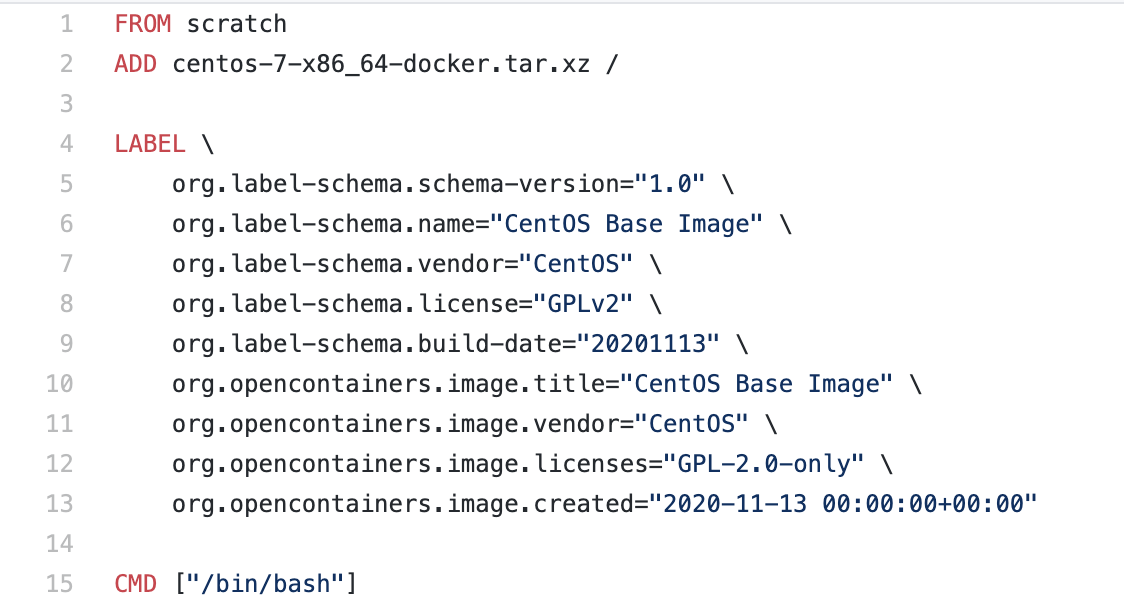 1 FROM scratch
2 ADD centos-7-x86_64-docker.tar.xz /
3
4 LABEL \
5     org.label-schema.schema-version="1.0" \
6     org.label-schema.name="CentOS Base Image" \
7     org.label-schema.vendor="CentOS" \
8     org.label-schema.license="GPLv2" \
9     org.label-schema.build-date="20201113" \
10     org.opencontainers.image.title="CentOS Base Image" \
11     org.opencontainers.image.vendor="CentOS" \
12     org.opencontainers.image.licenses="GPL-2.0-only" \
13     org.opencontainers.image.created="2020-11-13 00:00:00+00:00"
14
15 CMD ["/bin/bash"]